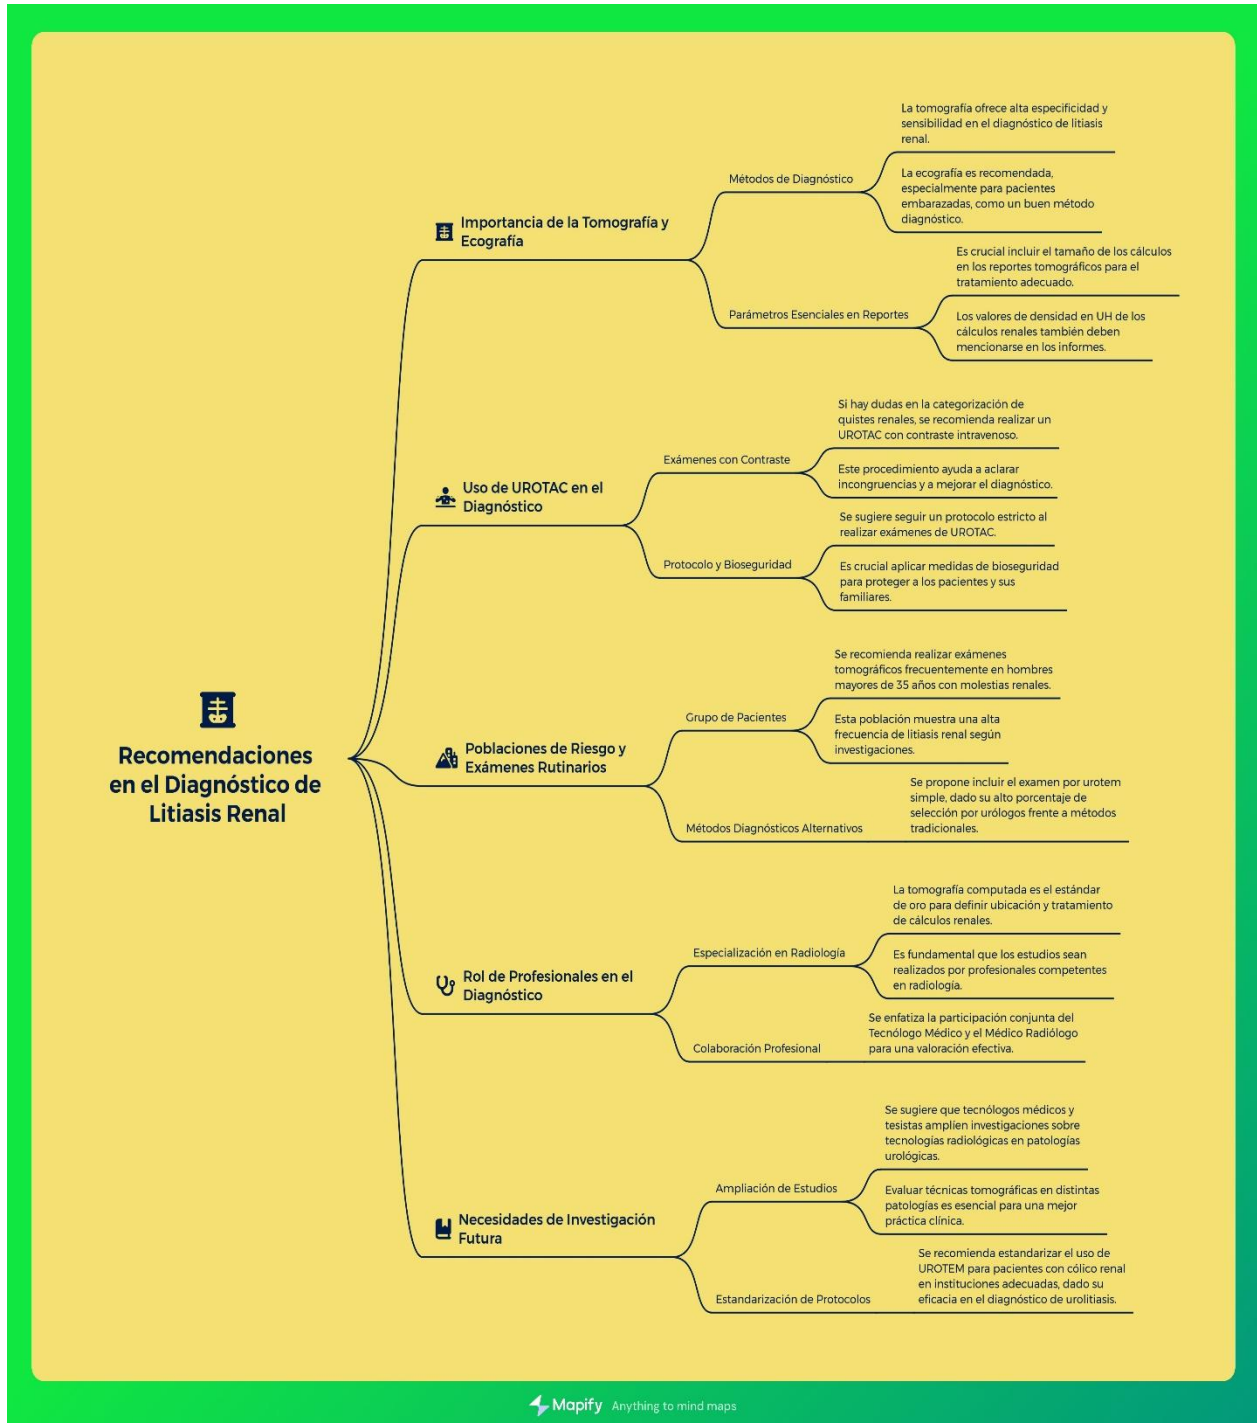 Recomendaciones
en el Diagnóstico de
Litiasis Renal
Importancia de la Tomografía y
Ecografía
Métodos de Diagnóstico
La tomografía ofrece alta especificidad y
sensibilidad en el diagnóstico de litiasis
renal.
La ecografía es recomendada,
especialmente para pacientes
embarazadas, como un buen método
diagnóstico.
Parámetros Esenciales en Reportes
Es crucial incluir el tamaño de los cálculos
en los reportes tomográficos para el
tratamiento adecuado.
Los valores de densidad en UH de los
cálculos renales también deben
mencionarse en los informes.
Uso de UROTAC en el
Diagnóstico
Exámenes con Contraste
Si hay dudas en la categorización de
quistes renales, se recomienda realizar un
UROTAC con contraste intravenoso.
Este procedimiento ayuda a aclarar
incongruencias y a mejorar el diagnóstico.
Protocolo y Bioseguridad
Se sugiere seguir un protocolo estricto al
realizar exámenes de UROTAC.
Es crucial aplicar medidas de bioseguridad
para proteger a los pacientes y sus
familiares.
Poblaciones de Riesgo y
Exámenes Rutinarios
Grupo de Pacientes
Se recomienda realizar exámenes
tomográficos frecuentemente en hombres
mayores de 35 años con molestias renales.
Esta población muestra una alta
frecuencia de litiasis renal según
investigaciones.
Métodos Diagnósticos Alternativos
Se propone incluir el examen por urotem
simple, dado su alto porcentaje de
selección por urólogos frente a métodos
tradicionales.
Rol de Profesionales en el
Diagnóstico
Especialización en Radiología
La tomografía computada es el estándar
de oro para definir ubicación y tratamiento
de cálculos renales.
Es fundamental que los estudios sean
realizados por profesionales competentes
en radiología.
Colaboración Profesional
Se enfatiza la participación conjunta del
Tecnólogo Médico y el Médico Radiólogo
para una valoración efectiva.
Necesidades de Investigación
Futura
Ampliación de Estudios
Se sugiere que tecnólogos médicos y
tesistas amplíen investigaciones sobre
tecnologías radiológicas en patologías
urológicas.
Evaluar técnicas tomográficas en distintas
patologías es esencial para una mejor
práctica clínica.
Estandarización de Protocolos
Se recomienda estandarizar el uso de
UROTEM para pacientes con cólico renal
en instituciones adecuadas, dado su
eficacia en el diagnóstico de urolitiasis.
Mapify Anything to mind maps